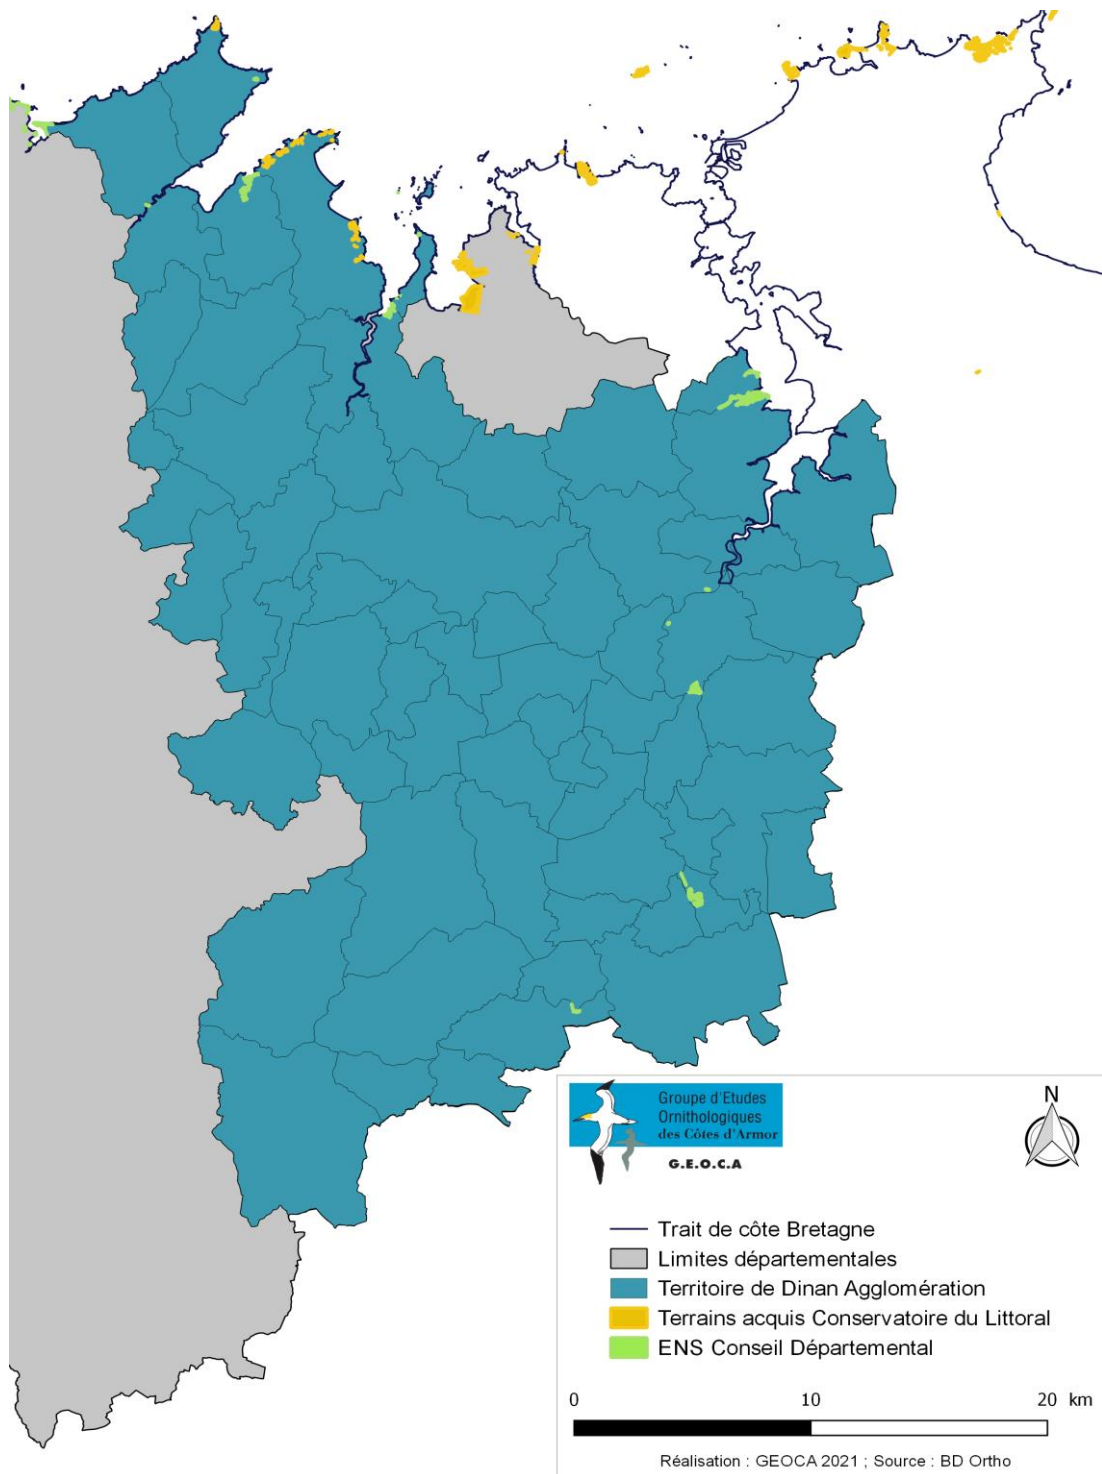 Groupe d'Etudes
Ornithologiques
des Côtes d'Armor
G.E.O.C.A
N
Trait de côte Bretagne
Limites départementales
Territoire de Dinan Agglomération
Terrains acquis Conservatoire du Littoral
ENS Conseil Départemental
0 10 20 km
Réalisation : GEOCA 2021 ; Source : BD Ortho